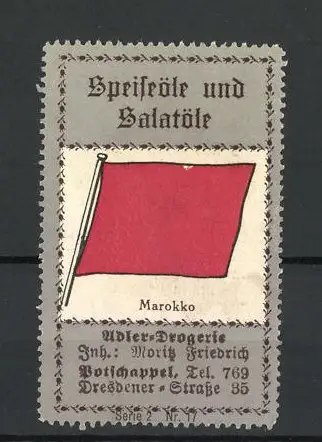 Speiſeöle und
Salatöle
Marokko
Adler-Drogerie
Inh.: Moritz Friedrich
Potſchappel. Tel. 769
Dresdener-Straße 35
Serie 2 Nr. 17